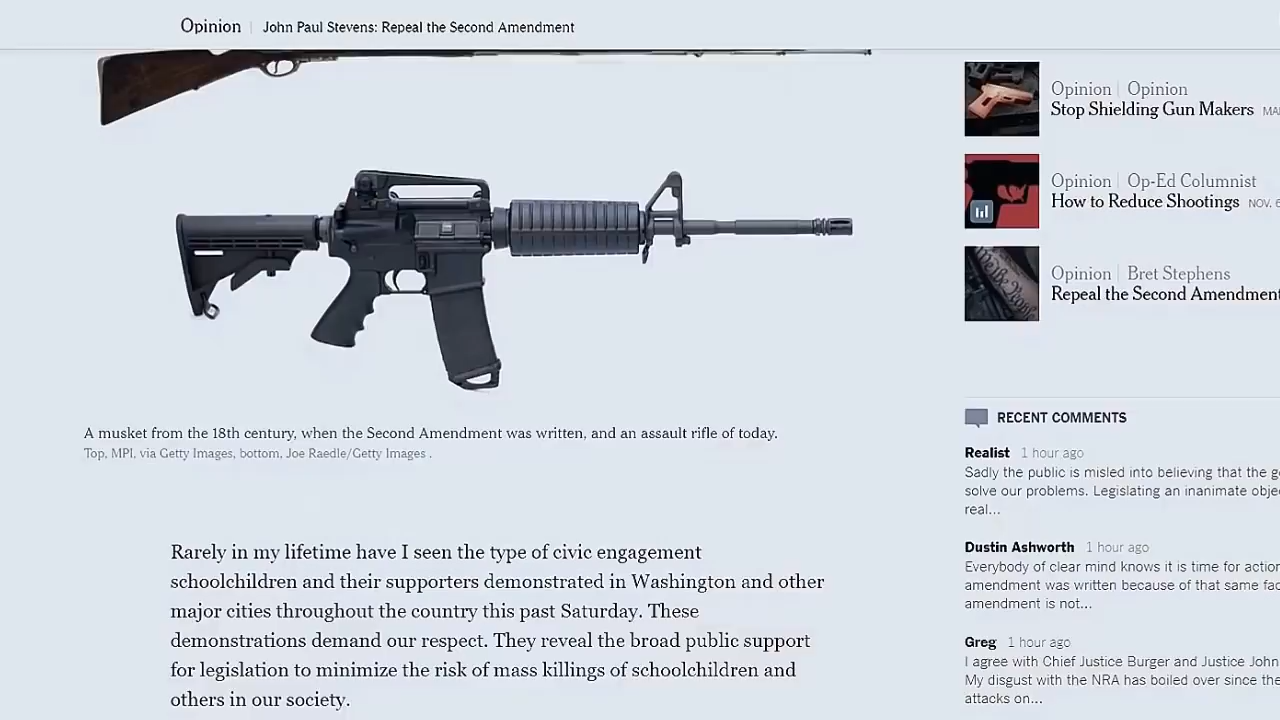 Opinion | John Paul Stevens: Repeal the Second Amendment
A musket from the 18th century, when the Second Amendment was written, and an assault rifle of today.
Top, MPI, via Getty Images, bottom, Joe Raedle/Getty Images .
Rarely in my lifetime have I seen the type of civic engagement
schoolchildren and their supporters demonstrated in Washington and other
major cities throughout the country this past Saturday. These
demonstrations demand our respect. They reveal the broad public support
for legislation to minimize the risk of mass killings of schoolchildren and
others in our society.
Opinion | Opinion
Stop Shielding Gun Makers
Opinion | Op-Ed Columnist
How to Reduce Shootings NOV. 6
Opinion | Bret Stephens
Repeal the Second Amendment
RECENT COMMENTS
Realist 1 hour ago
Sadly the public is misled into believing that the
solve our problems. Legislating an inanimate
real...
Dustin Ashworth 1 hour ago
Everybody of clear mind knows it is time for
amendment was written because of that same
amendment is not...
Greg 1 hour ago
I agree with Chief Justice Burger and Justice John
My disgust with the NRA has boiled over since the
attacks on...